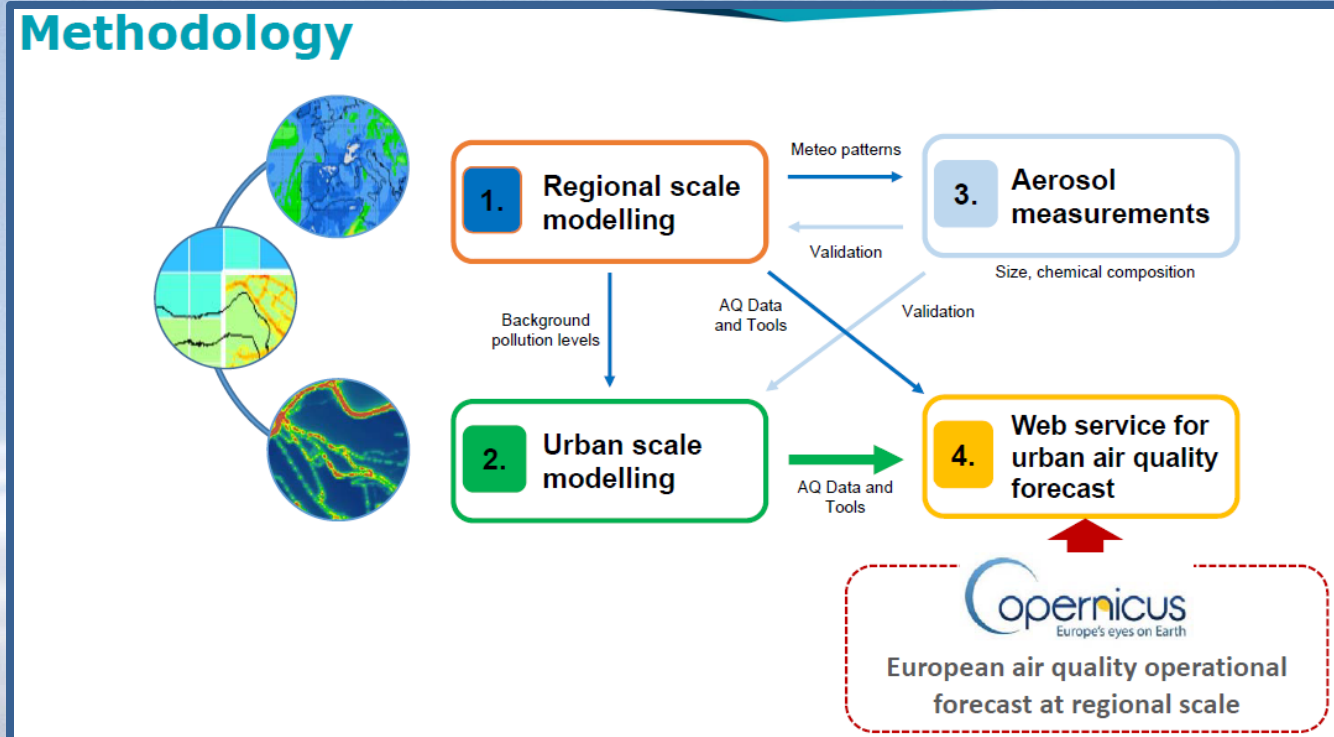 Methodology
1.
Regional scale
modelling
Meteo patterns
Validation
3.
Aerosol
measurements
Size, chemical composition
Background
pollution levels
AQ Data
and Tools
Validation
2.
Urban scale
modelling
AQ Data and
Tools
4.
Web service for
urban air quality
forecast
opernicus
Europe's eyes on Earth
European air quality operational
forecast at regional scale